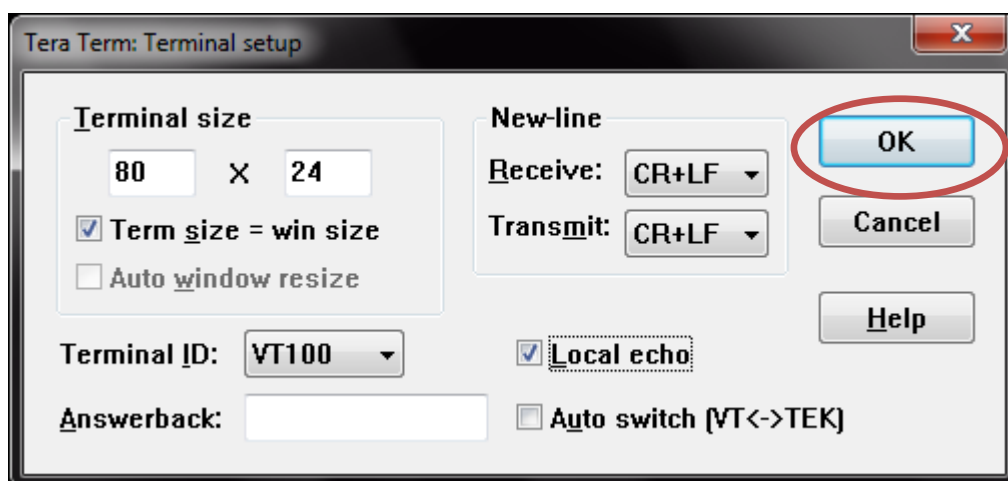 Tera Term: Terminal setup
Terminal size
80 X 24
Term size = win size
Auto window resize
New-line
Receive: CR+LF
Transmit: CR+LF
OK
Cancel
Help
Terminal ID: VT100
Local echo
Answerback:
Auto switch (VT<->TEK)